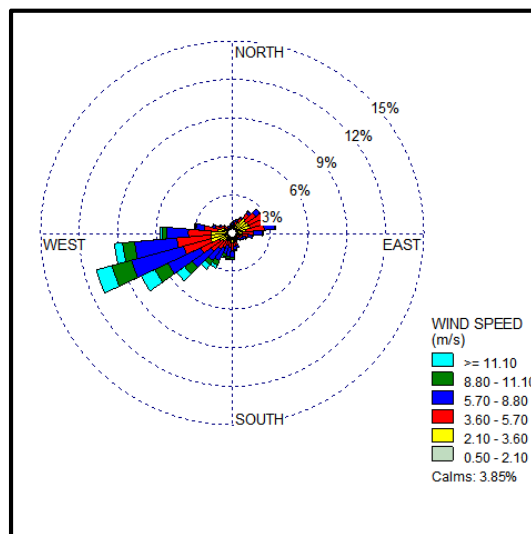 NORTH
15%
12%
9%
6%
3%
WEST
EAST
SOUTH
WIND SPEED
(m/s)
>= 11.10
8.80 - 11.10
5.70 - 8.80
3.60 - 5.70
2.10 - 3.60
0.50 - 2.10
Calms: 3.85%